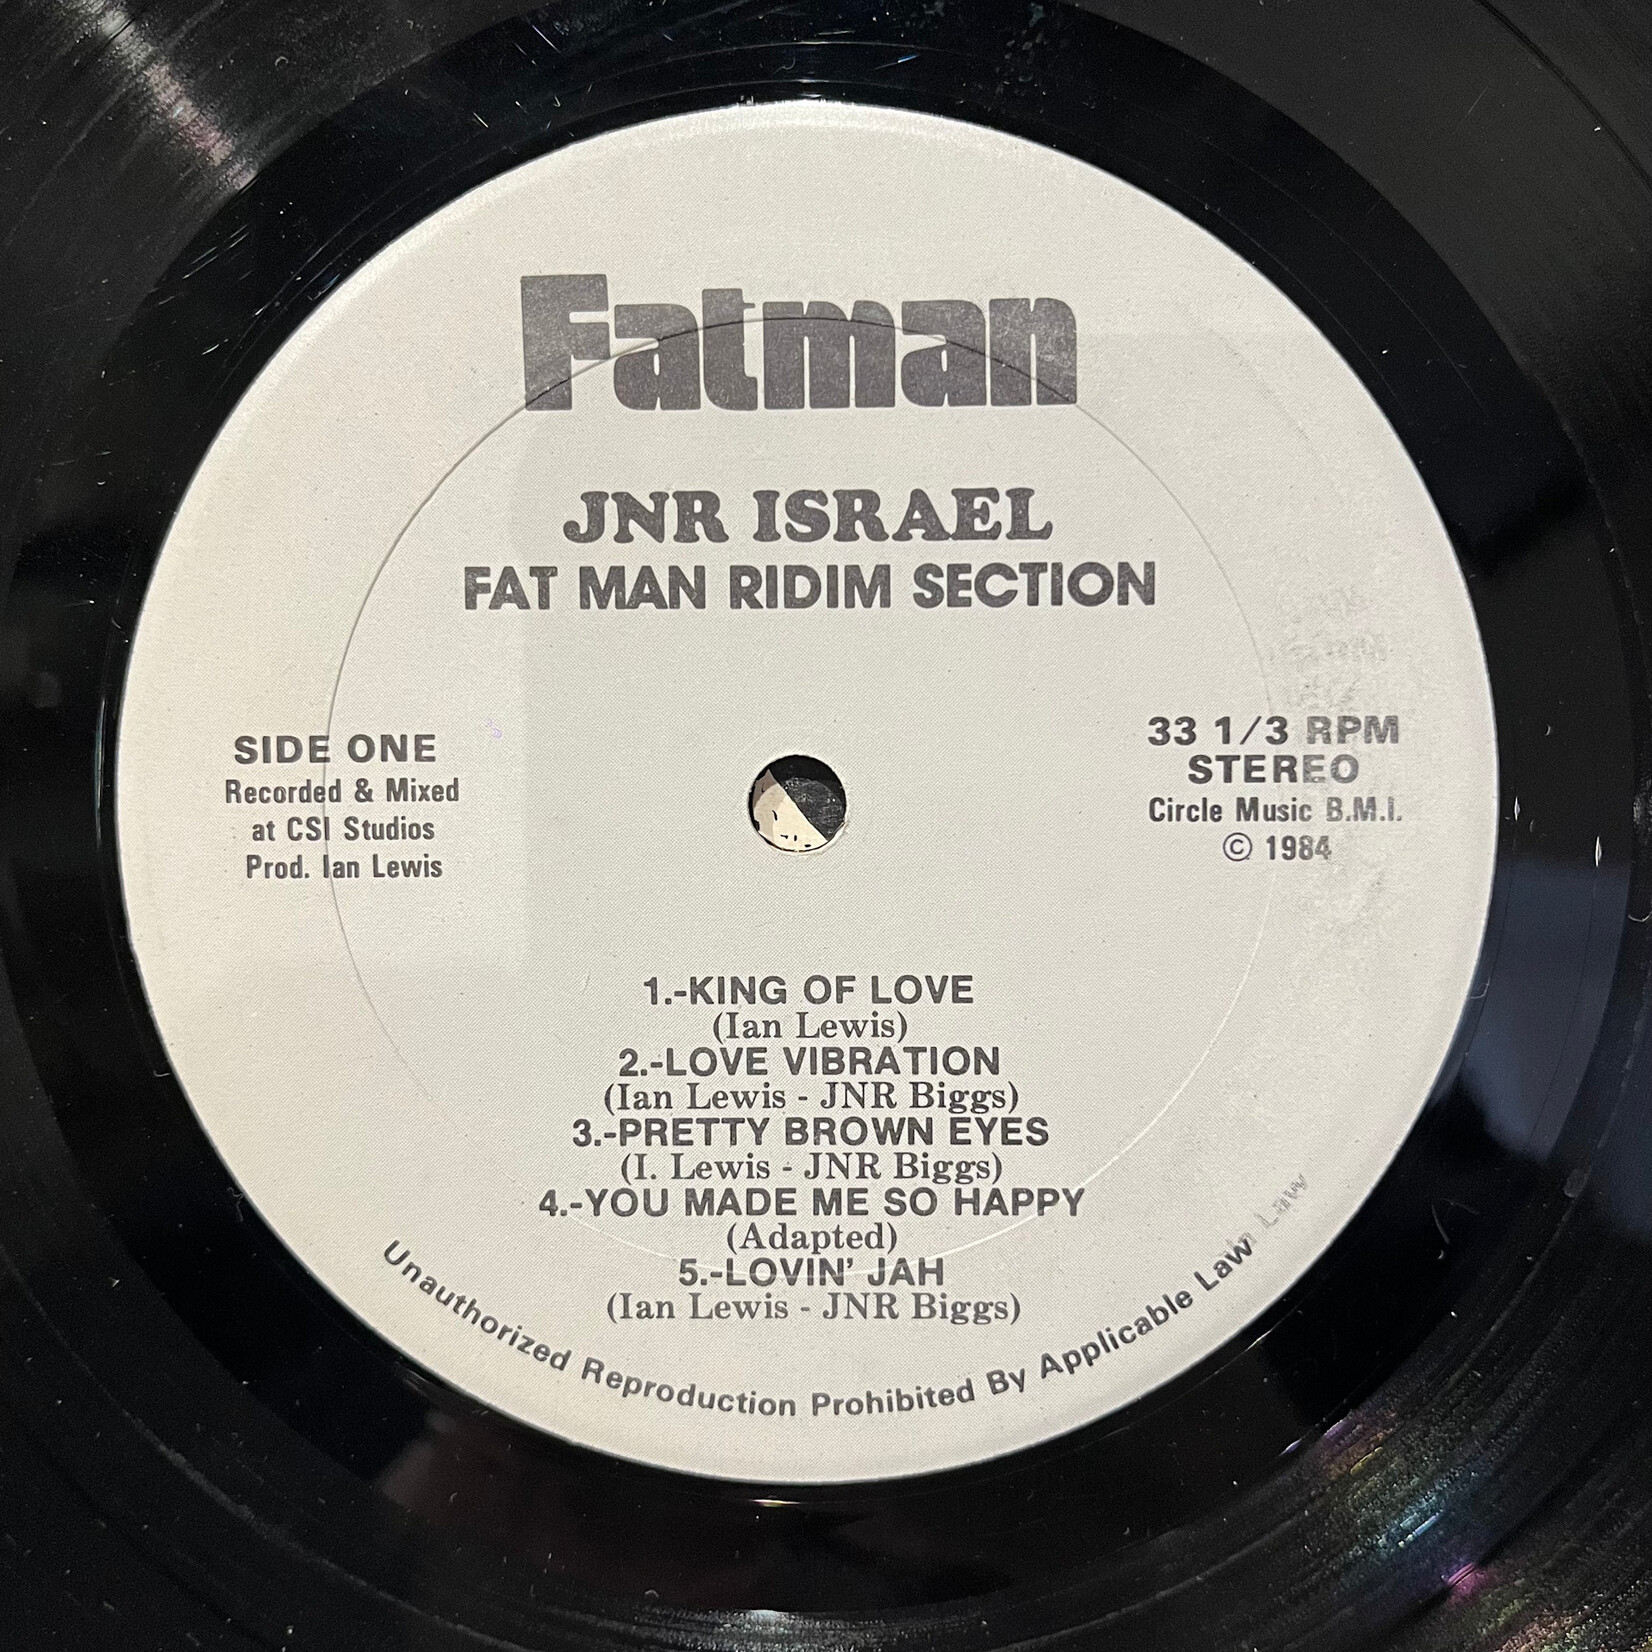 Fatman
JNR ISRAEL
FAT MAN RIDIM SECTION
SIDE ONE
Recorded & Mixed
at CSI Studios
Prod. Ian Lewis
33 1/3 RPM
STEREO
Circle Music B.M.I.
© 1984
1.-KING OF LOVE
(Ian Lewis)
2.-LOVE VIBRATION
(Ian Lewis - JNR Biggs)
3.-PRETTY BROWN EYES
(I. Lewis - JNR Biggs)
4.-YOU MADE ME SO HAPPY
(Adapted)
5.-LOVIN' JAH
(Ian Lewis - JNR Biggs)
Unauthorized Reproduction Prohibited By Applicable Law
Law